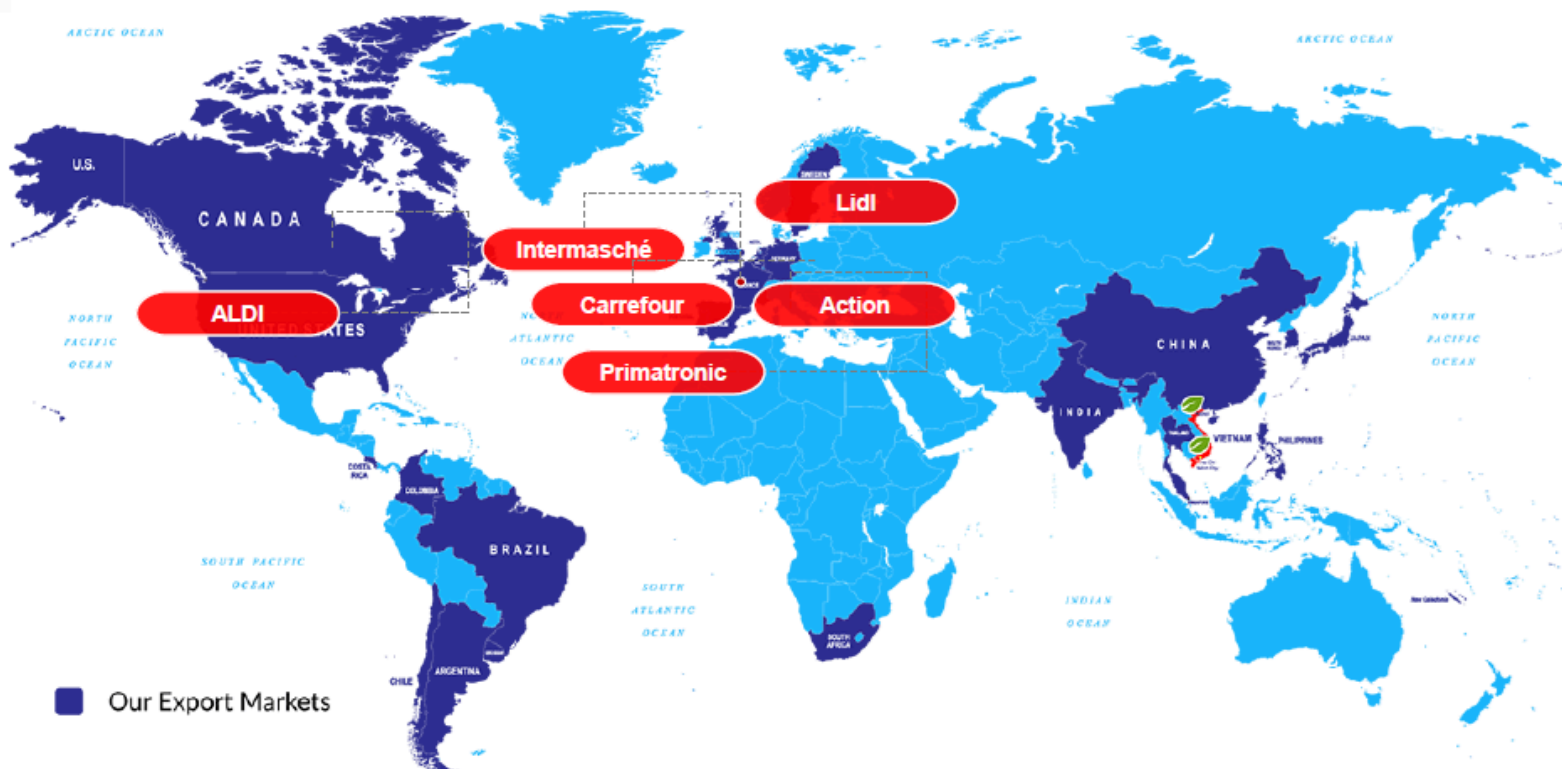 ARCTIC OCEAN
ARCTIC OCEAN
U.S.
CANADA
SWEDEN
Lidl
Intermasché
GERMANY
Carrefour
Action
ALDI
UNITED STATES
NORTH
PACIFIC
OCEAN
ATLANTIC
OCEAN
NORTH
PACIFIC
OCEAN
CHINA
JAPAN
Primatronic
INDIA
VIETNAM
PHILIPPINES
COSTA
RICA
COLOMBIA
BRAZIL
SOUTH PACIFIC
OCEAN
SOUTH
ATLANTIC
OCEAN
INDIAN
OCEAN
New Caledonia
SOUTH
AFRICA
ARGENTINA
CHILE
Our Export Markets